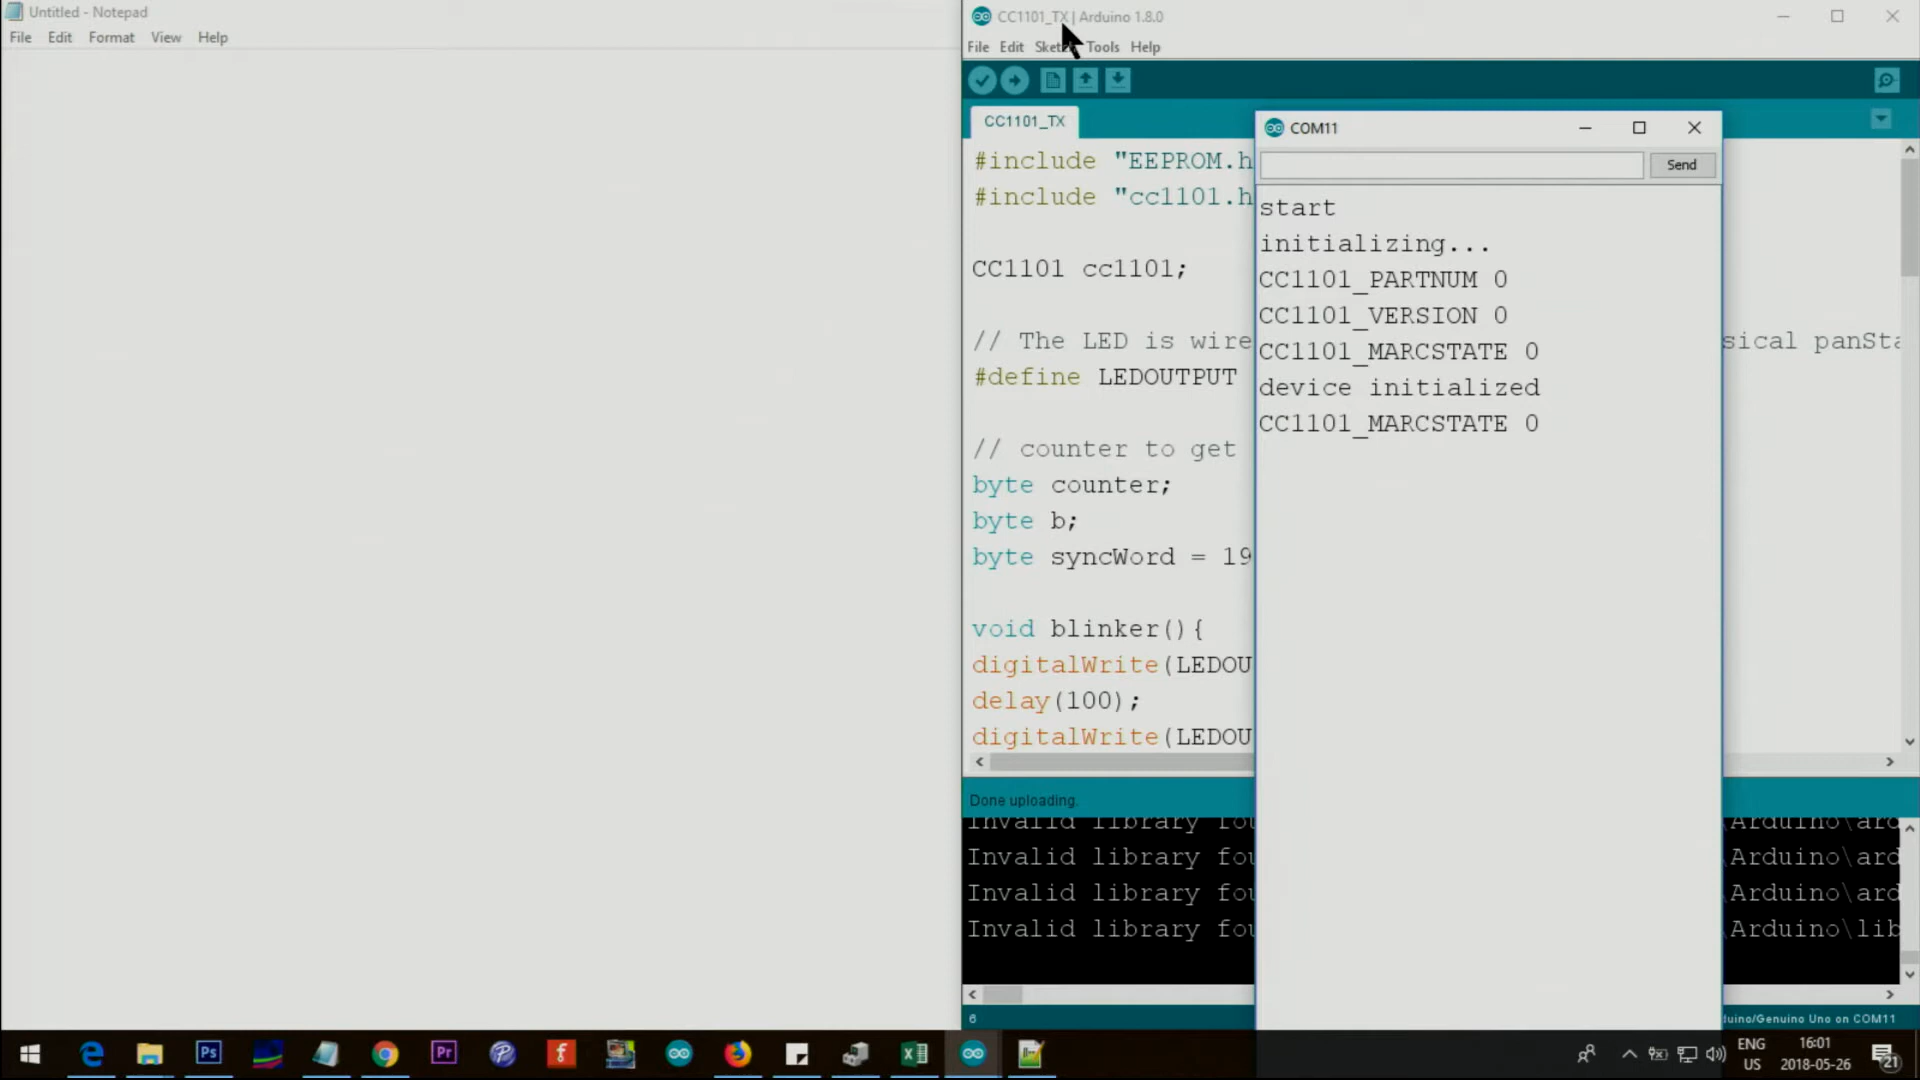 Untitled - Notepad
File Edit Format View Help
CC1101_TX | Arduino 1.8.0
File Edit Sketch Tools Help
CC1101_TX
#include "EEPROM.h
#include "cc1101.h
CC1101 cc1101;
// The LED is wire
sical panSta
#define LEDOUTPUT
// counter to get
byte counter;
byte b;
byte syncWord = 19
void blinker(){
digitalWrite(LEDOU
delay(100);
digitalWrite(LEDOU
COM11
Send
start
initializing...
CC1101_PARTNUM 0
CC1101_VERSION 0
CC1101_MARCSTATE 0
device initialized
CC1101_MARCSTATE 0
Done uploading.
Invalid library fou
\Arduino\ard
Invalid library fou
\Arduino\ard
Invalid library fou
\Arduino\ard
Invalid library fou
\Arduino\lib
6
duino/Genuino Uno on COM11
Ps
Pr
ENG
US
16:01
2018-05-26
21